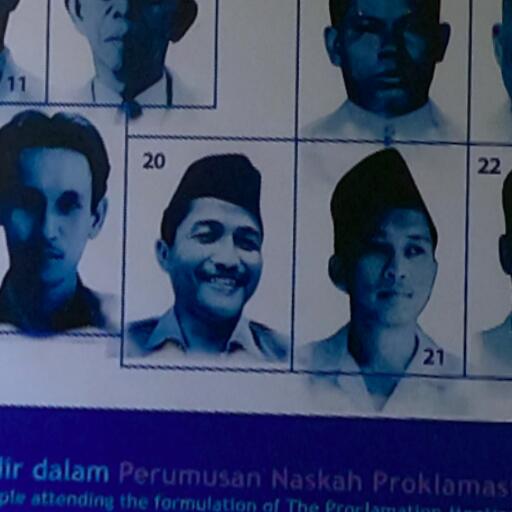 11
20
22
21
dalam Perumusan Naskah
attending the formulation of The Proclamation